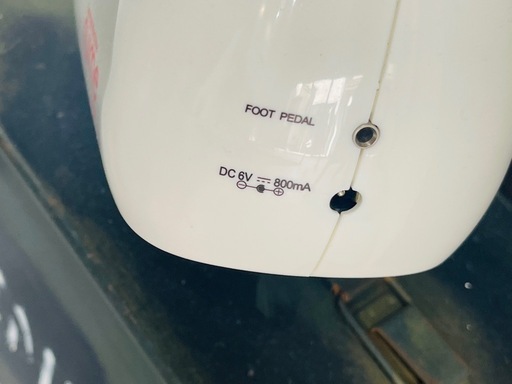 FOOT PEDAL
DC 6V ⎓ 800mA